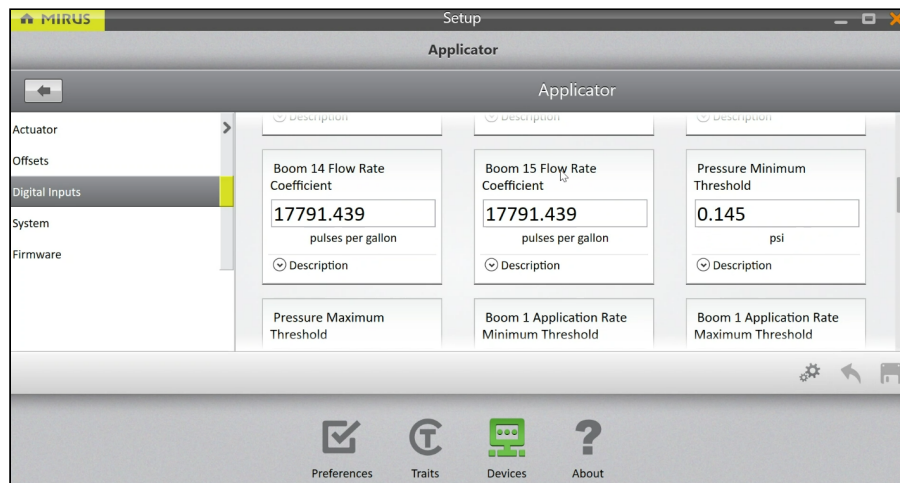 MIRUS
Setup
Applicator
Applicator
Actuator
Offsets
Digital Inputs
System
Firmware
Description
Description
Description
Boom 14 Flow Rate
Coefficient
17791.439
pulses per gallon
Description
Boom 15 Flow Rate
Coefficient
17791.439
pulses per gallon
Description
Pressure Minimum
Threshold
0.145
psi
Description
Pressure Maximum
Threshold
Boom 1 Application Rate
Minimum Threshold
Boom 1 Application Rate
Maximum Threshold
Preferences
Traits
Devices
About